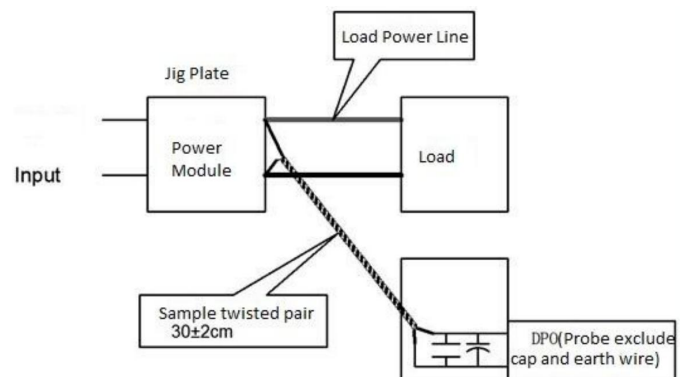 Load Power Line
Jig Plate
Power
Module
Load
Input
Sample twisted pair
30±2cm
DPO(Probe exclude
cap and earth wire)